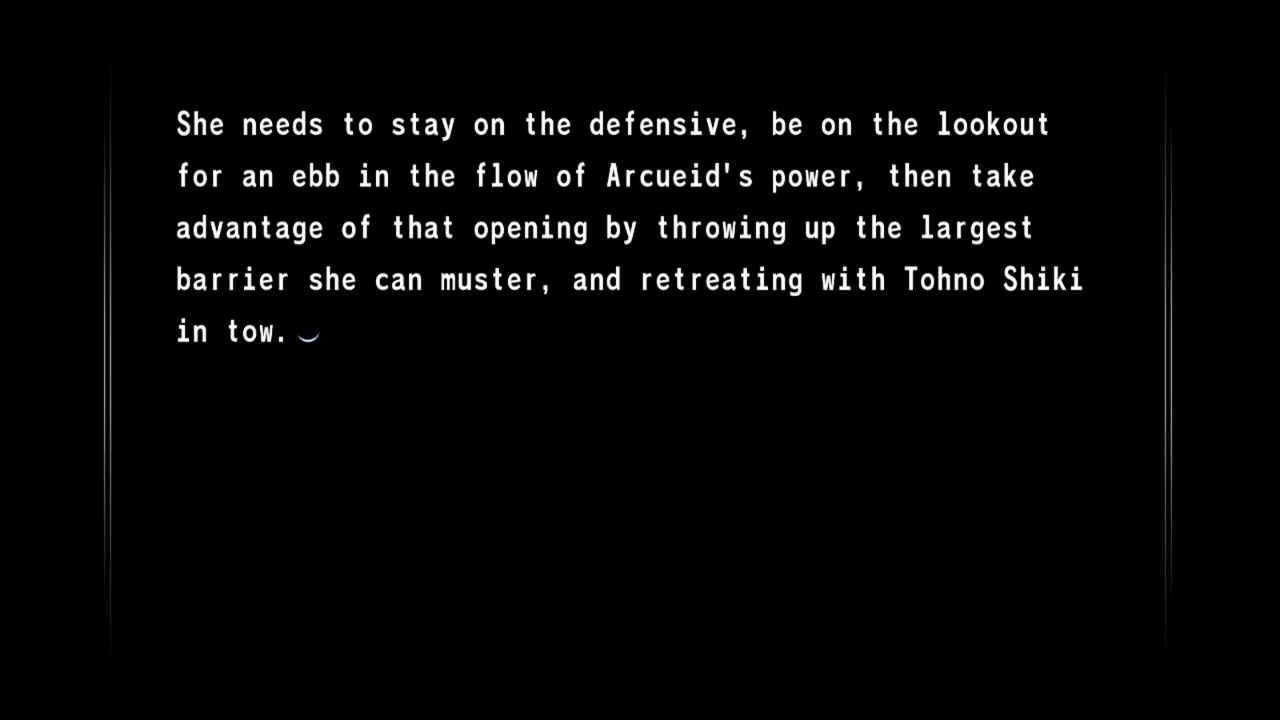 She needs to stay on the defensive, be on the lookout
for an ebb in the flow of Arcueid's power, then take
advantage of that opening by throwing up the largest
barrier she can muster, and retreating with Tohno Shiki
in tow.